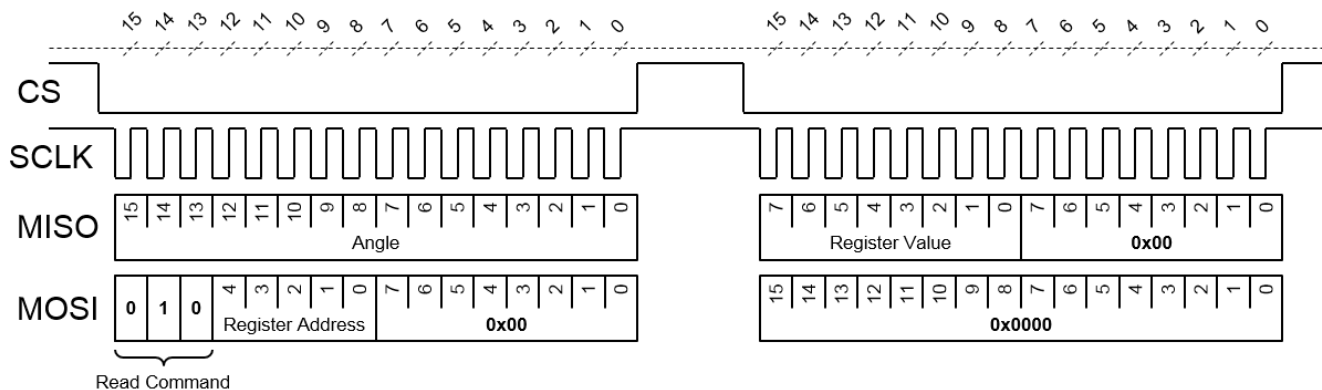 15 14 13 12 11 10 9 8 7 6 5 4 3 2 1 0 15 14 13 12 11 10 9 8 7 6 5 4 3 2 1 0
CS
SCLK
MISO
15 14 13 12 11 10 9 8 7 6 5 4 3 2 1 0 7 6 5 4 3 2 1 0 7 6 5 4 3 2 1 0
Angle Register Value 0x00
MOSI
0 1 0 4 3 2 1 0 7 6 5 4 3 2 1 0 15 14 13 12 11 10 9 8 7 6 5 4 3 2 1 0
Register Address 0x00 0x0000
Read Command